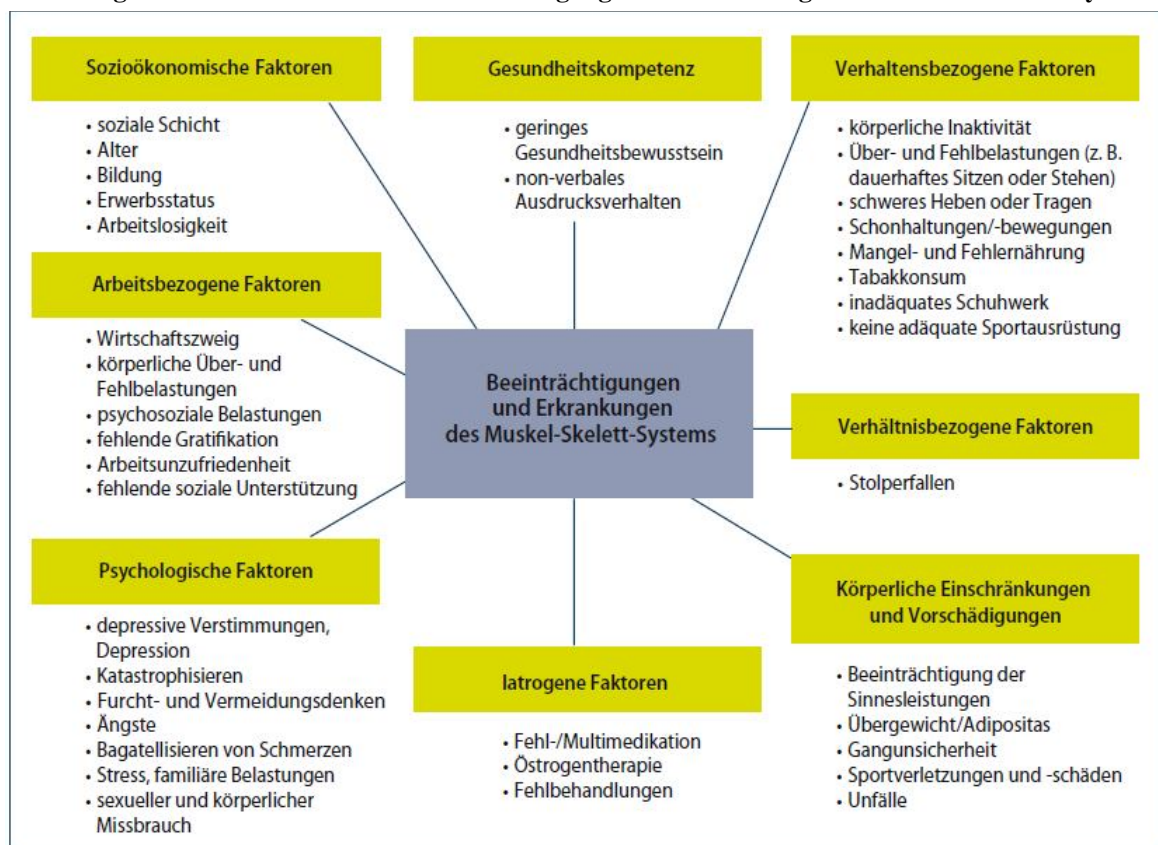 Sozioökonomische Faktoren
• soziale Schicht
• Alter
• Bildung
• Erwerbsstatus
• Arbeitslosigkeit
Gesundheitskompetenz
• geringes
Gesundheitsbewusstsein
• non-verbales
Ausdrucksverhalten
Verhaltensbezogene Faktoren
• körperliche Inaktivität
• Über- und Fehlbelastungen (z. B.
dauerhaftes Sitzen oder Stehen)
• schweres Heben oder Tragen
• Schonhaltungen/-bewegungen
• Mangel- und Fehlernährung
• Tabakkonsum
• inadäquates Schuhwerk
• keine adäquate Sportausrüstung
Arbeitsbezogene Faktoren
• Wirtschaftszweig
• körperliche Über- und
Fehlbelastungen
• psychosoziale Belastungen
• fehlende Gratifikation
• Arbeitsunzufriedenheit
• fehlende soziale Unterstützung
Beeinträchtigungen
und Erkrankungen
des Muskel-Skelett-Systems
Verhältnisbezogene Faktoren
• Stolperfallen
Psychologische Faktoren
• depressive Verstimmungen,
Depression
• Katastrophisieren
• Furcht- und Vermeidungsdenken
• Ängste
• Bagatellisieren von Schmerzen
• Stress, familiäre Belastungen
• sexueller und körperlicher
Missbrauch
Iatrogene Faktoren
• Fehl-/Multimedikation
• Östrogentherapie
• Fehlbehandlungen
Körperliche Einschränkungen
und Vorschädigungen
• Beeinträchtigung der
Sinnesleistungen
• Übergewicht/Adipositas
• Gangunsicherheit
• Sportverletzungen und -schäden
• Unfälle